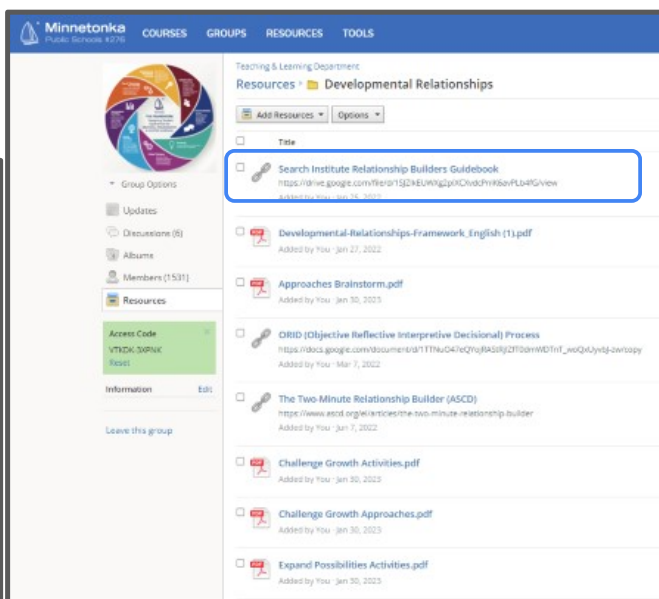 Minnetonka
Public Schools #276
COURSES
GROUPS
RESOURCES
TOOLS
Teaching & Learning Department
Resources
Developmental Relationships
Add Resources
Options
Title
Search Institute Relationship Builders Guidebook
Added by You · Jan 25, 2022
Developmental-Relationships-Framework_English (1).pdf
Added by You · Jan 27, 2022
Approaches Brainstorm.pdf
Added by You · Jan 30, 2023
ORID (Objective Reflective Interpretive Decisional) Process
Added by You · Mar 7, 2022
The Two-Minute Relationship Builder (ASCD)
https://www.ascd.org/el/articles/the-two-minute-relationship-builder
Added by You · Jun 7, 2022
Challenge Growth Activities.pdf
Added by You · Jan 30, 2023
Challenge Growth Approaches.pdf
Added by You · Jan 30, 2023
Expand Possibilities Activities.pdf
Added by You · Jan 30, 2023
Group Options
Updates
Discussions (6)
Albums
Members (1531)
Resources
Access Code
Reset
Information
Edit
Leave this group